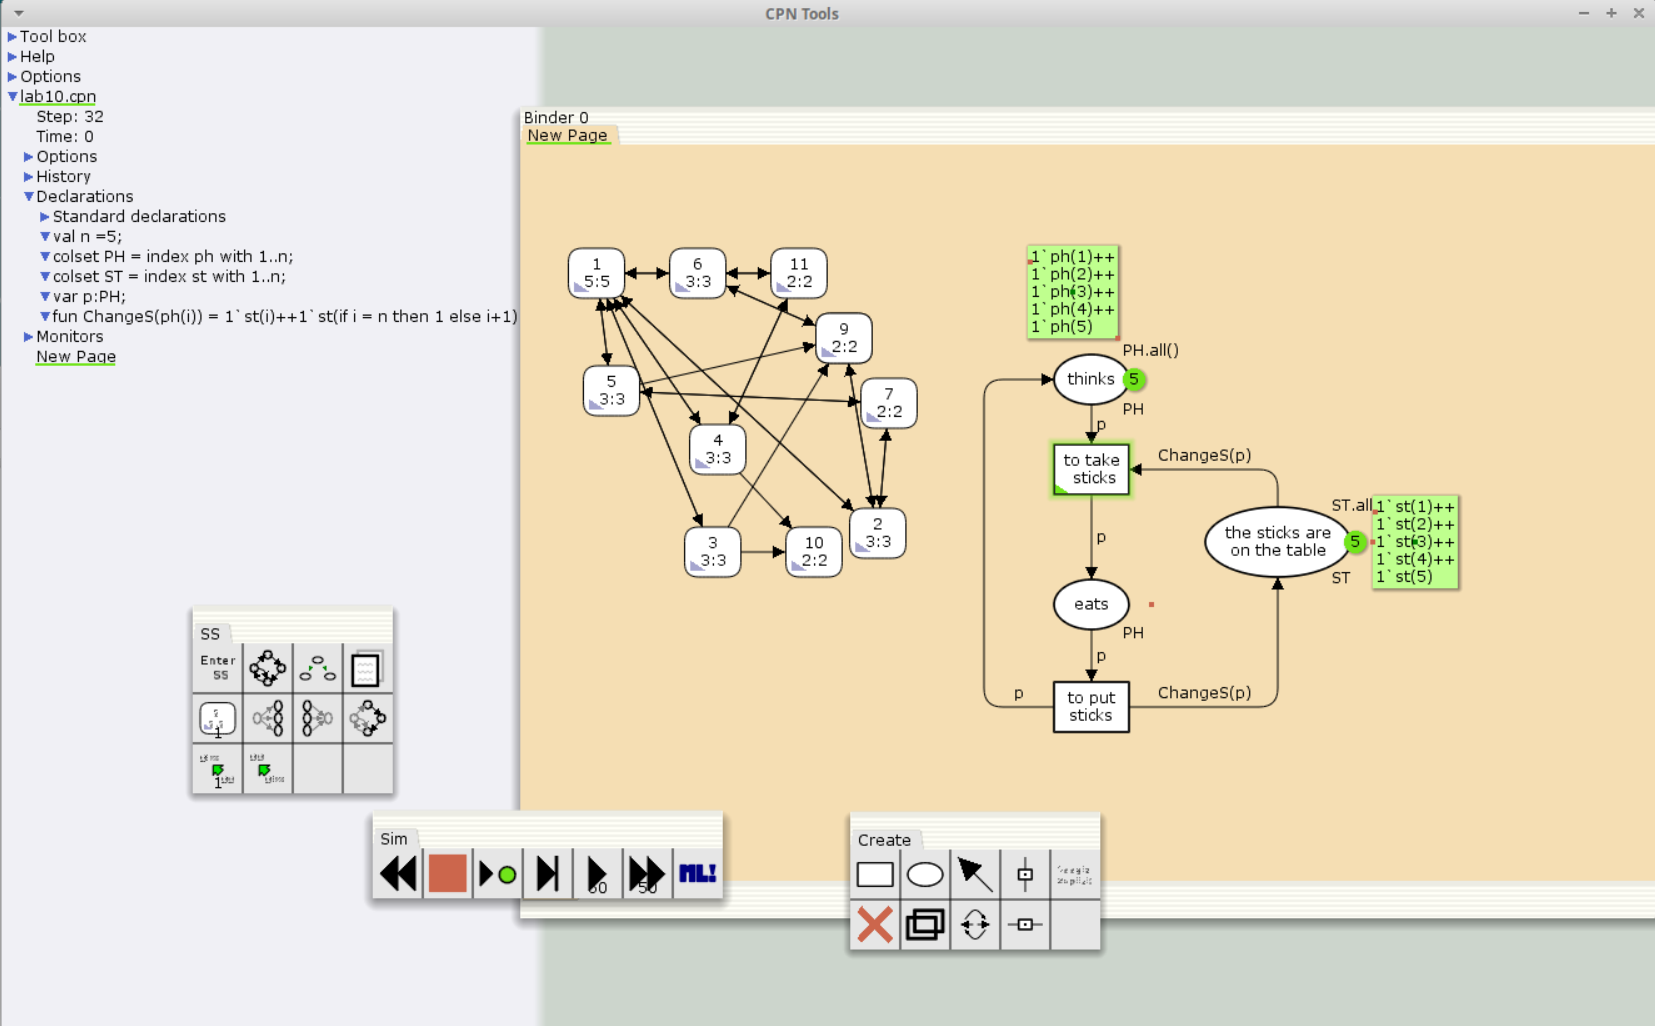 CPN Tools
Tool box
Help
Options
lab10.cpn
Step: 32
Time: 0
Options
History
Declarations
Standard declarations
val n =5;
colset PH = index ph with 1..n;
colset ST = index st with 1..n;
var p:PH;
fun ChangeS(ph(i)) = 1`st(i)++1`st(if i = n then 1 else i+1)
Monitors
New Page
Binder 0
New Page
1
5:5
6
3:3
11
2:2
9
2:2
5
3:3
7
2:2
4
3:3
2
3:3
3
3:3
10
2:2
1`ph(1)++
1`ph(2)++
1`ph(3)++
1`ph(4)++
1`ph(5)
PH.all()
thinks
5
PH
p
to take
sticks
ChangeS(p)
ST.all
1`st(1)++
1`st(2)++
1`st(3)++
1`st(4)++
1`st(5)
the sticks are
on the table
5
ST
p
eats
PH
p
to put
sticks
p
ChangeS(p)
SS
Enter
SS
1
1
Sim
50
ML!
Create